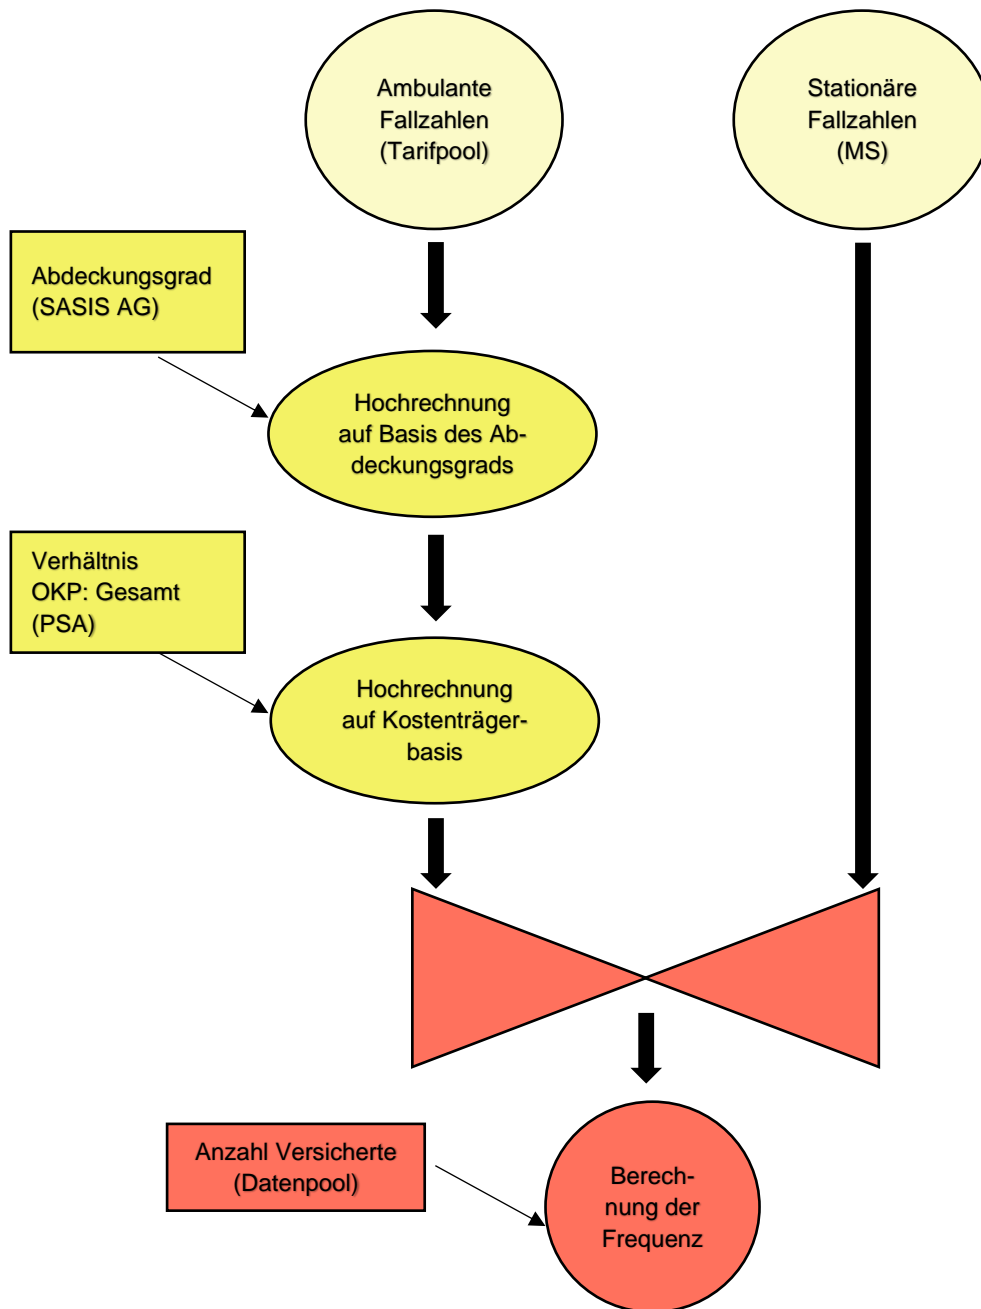 Ambulante
Fallzahlen
(Tarifpool)
Stationäre
Fallzahlen
(MS)
Abdeckungsgrad
(SASIS AG)
Hochrechnung
auf Basis des Ab-
deckungsgrads
Verhältnis
OKP: Gesamt
(PSA)
Hochrechnung
auf Kostenträger-
basis
Anzahl Versicherte
(Datenpool)
Berech-
nung der
Frequenz